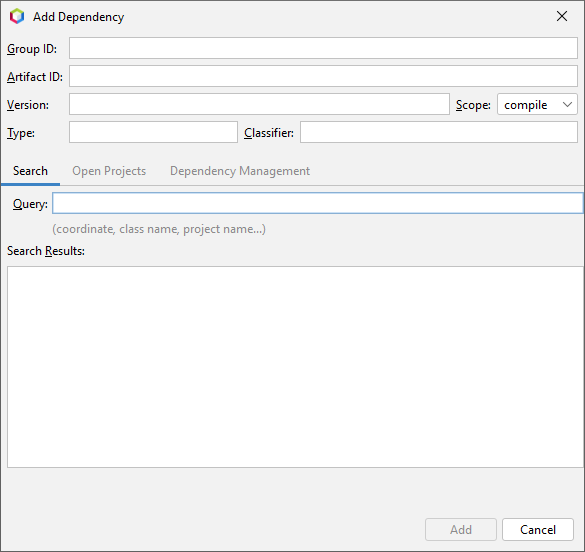 Add Dependency
Group ID:
Artifact ID:
Version: Scope: compile
Type: Classifier:
Search Open Projects Dependency Management
Query:
(coordinate, class name, project name...)
Search Results:
Add Cancel